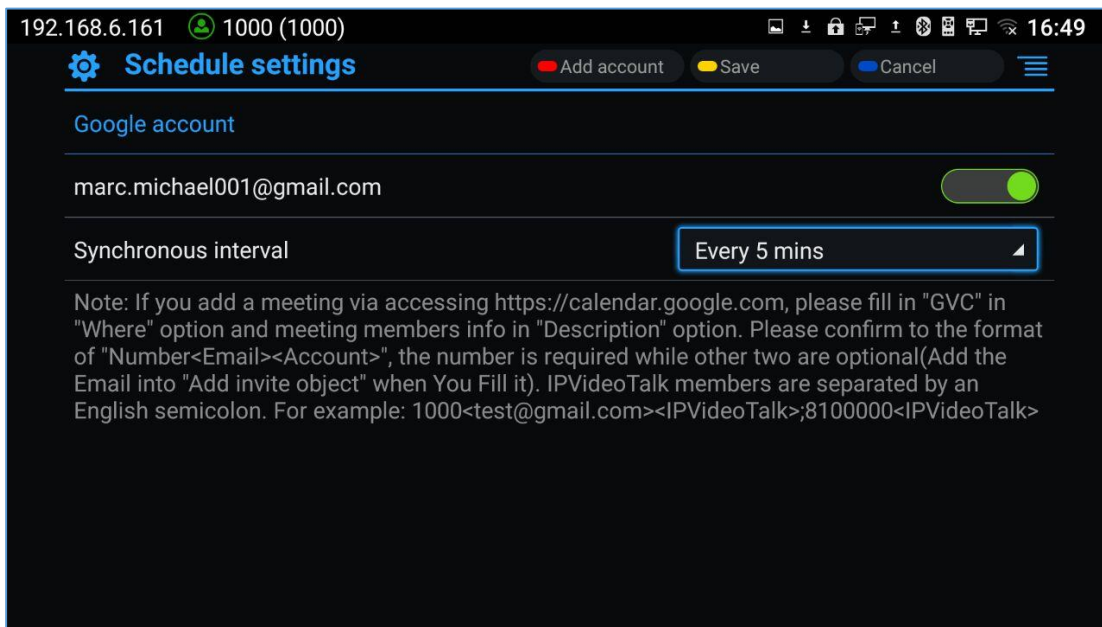 192.168.6.161 1000 (1000) 16:49
Schedule settings Add account Save Cancel
Google account
marc.michael001@gmail.com
Synchronous interval Every 5 mins
Note: If you add a meeting via accessing https://calendar.google.com, please fill in "GVC" in
"Where" option and meeting members info in "Description" option. Please confirm to the format
of "Number<Email><Account>", the number is required while other two are optional(Add the
Email into "Add invite object" when You Fill it). IPVideoTalk members are separated by an
English semicolon. For example: 1000<test@gmail.com><IPVideoTalk>;8100000<IPVideoTalk>